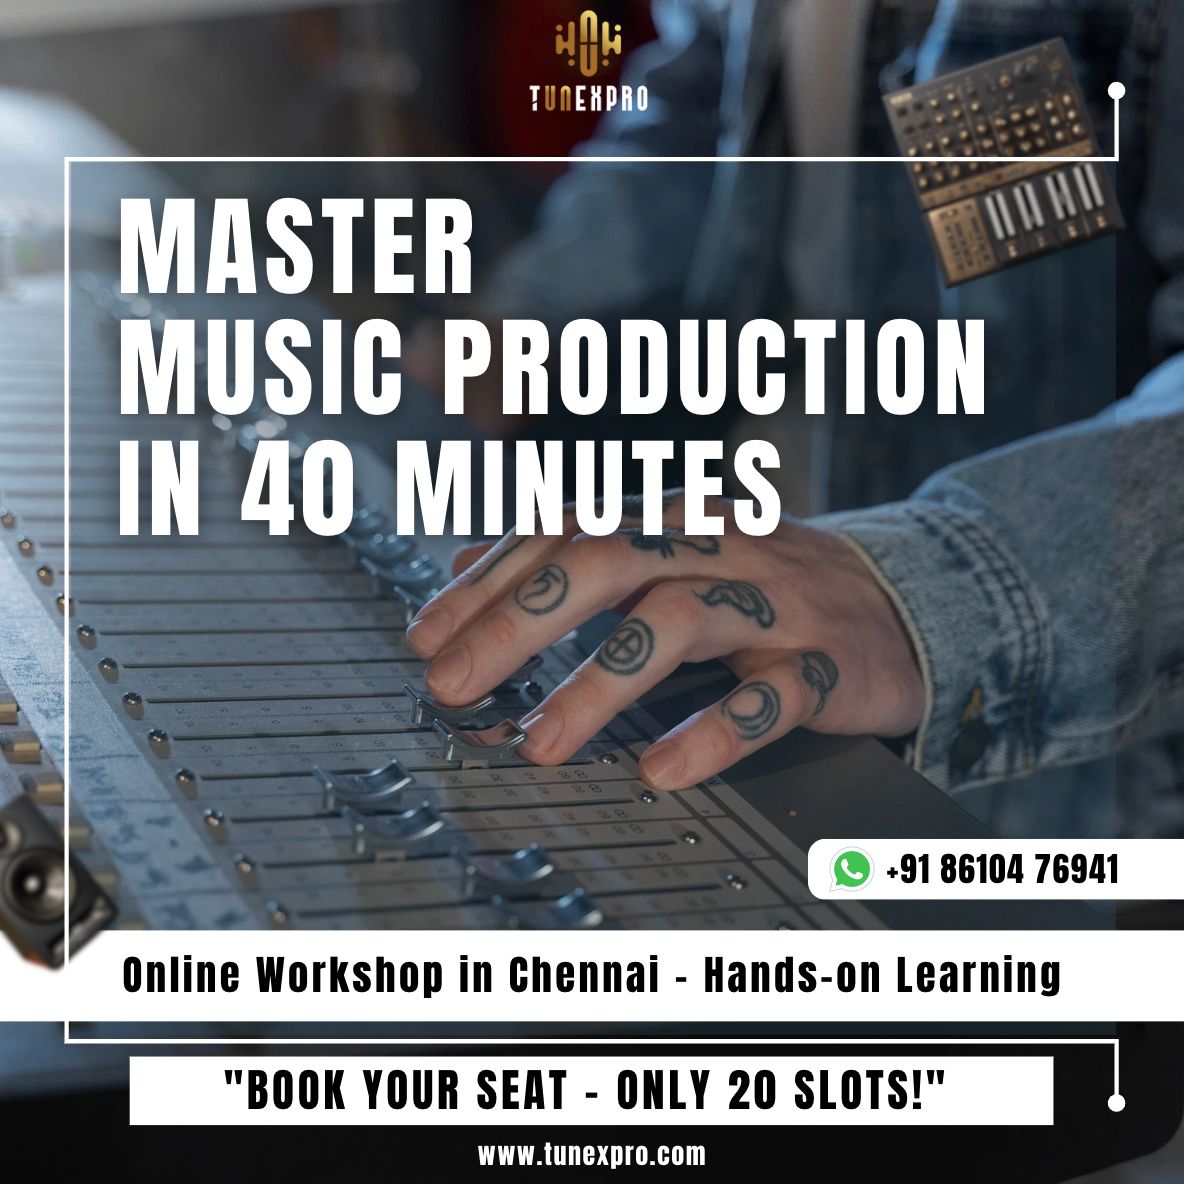 TUNEXPRO
MASTER
MUSIC PRODUCTION
IN 40 MINUTES
+91 86104 76941
Online Workshop in Chennai - Hands-on Learning
"BOOK YOUR SEAT - ONLY 20 SLOTS!"
www.tunexpro.com